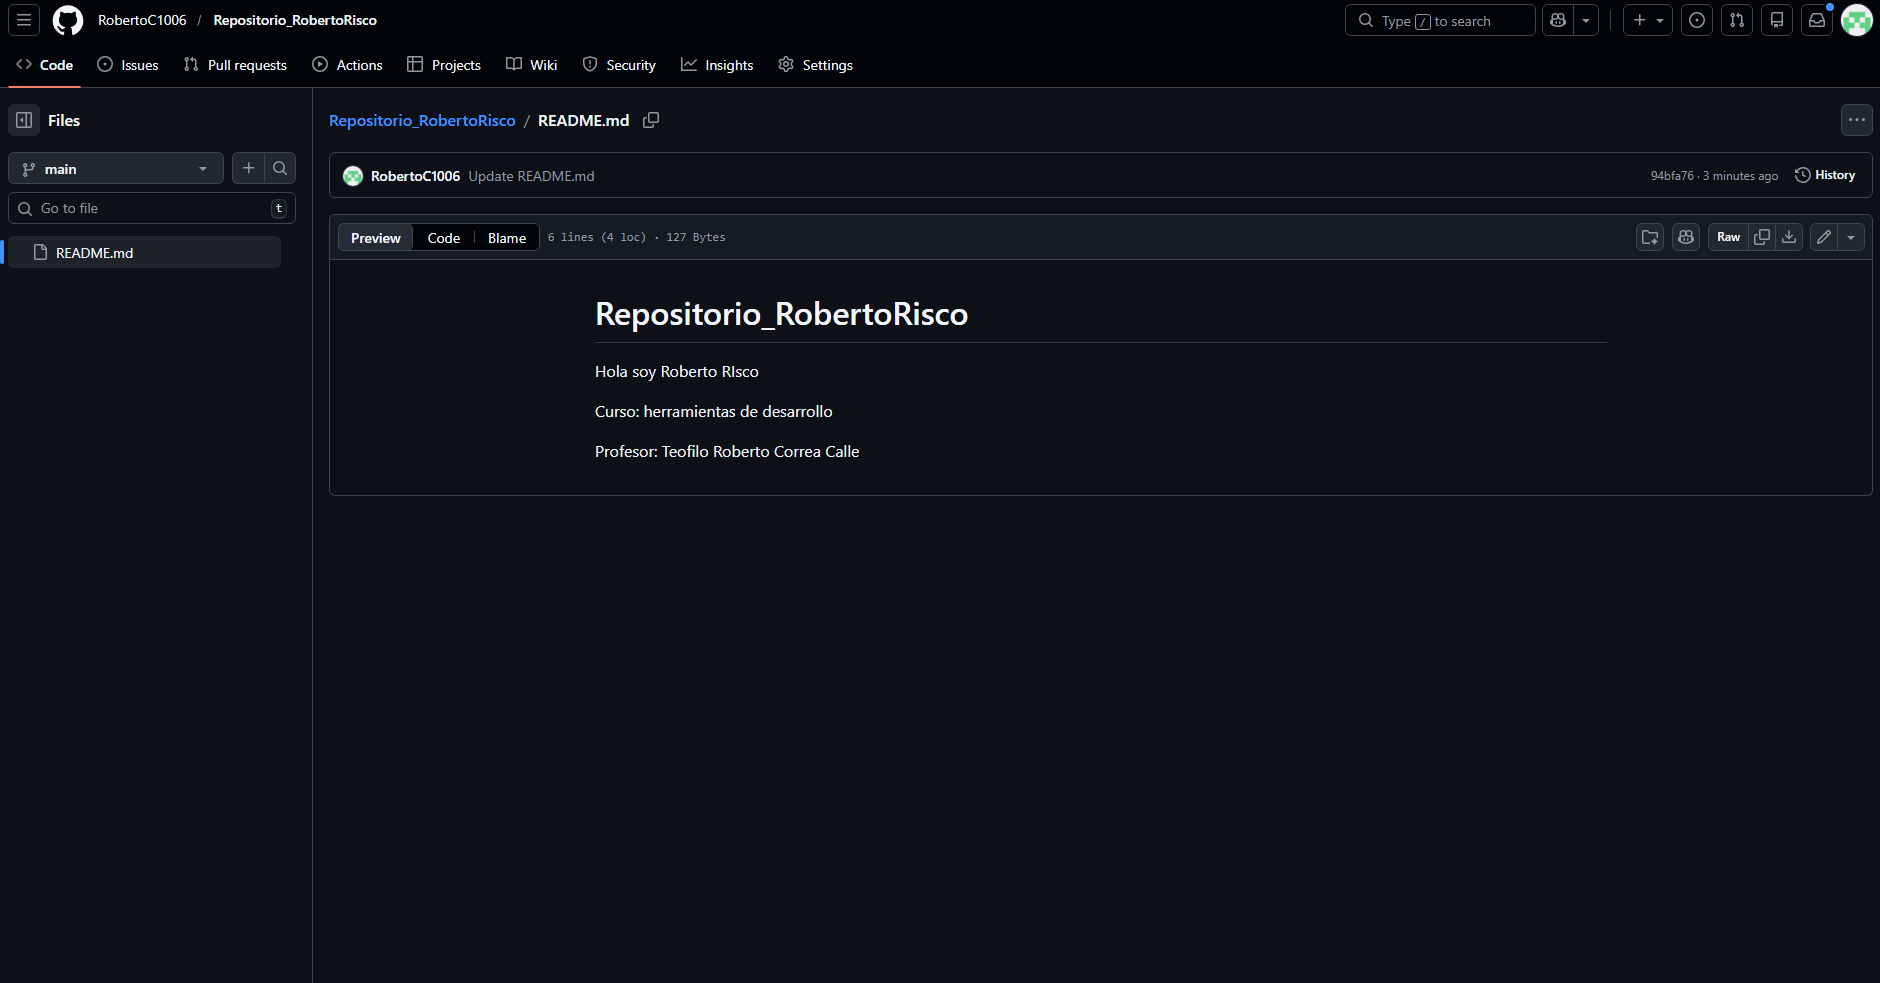 RobertoC1006 / Repositorio_RobertoRisco
Type / to search
Code Issues Pull requests Actions Projects Wiki Security Insights Settings
Files
main
Go to file t
README.md
Repositorio_RobertoRisco / README.md
RobertoC1006 Update README.md 94bfa76 · 3 minutes ago History
Preview Code Blame 6 lines (4 loc) · 127 Bytes Raw
Repositorio_RobertoRisco
Hola soy Roberto RIsco
Curso: herramientas de desarrollo
Profesor: Teofilo Roberto Correa Calle